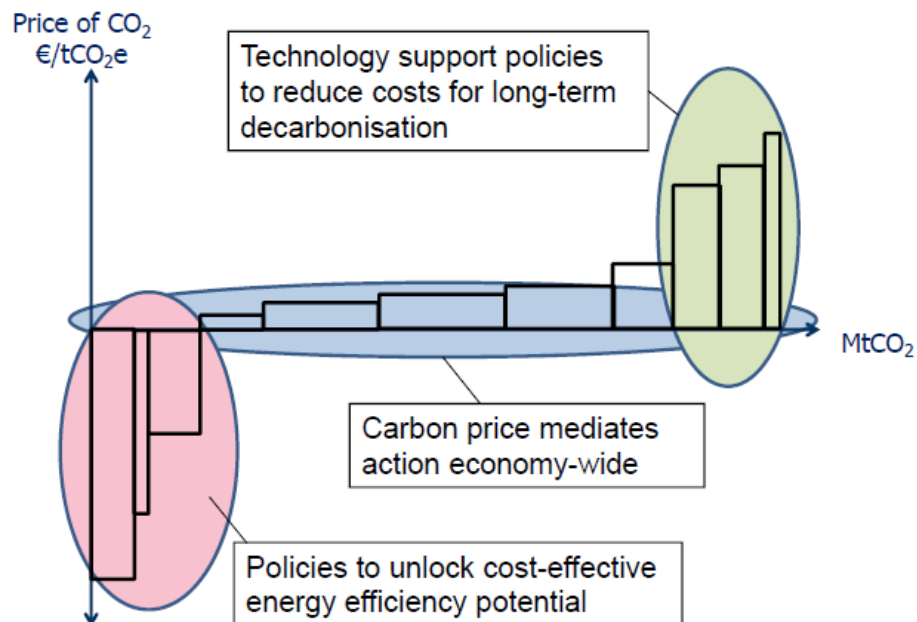 Price of CO₂
€/tCO₂e
Technology support policies
to reduce costs for long-term
decarbonisation
MtCO₂
Carbon price mediates
action economy-wide
Policies to unlock cost-effective
energy efficiency potential